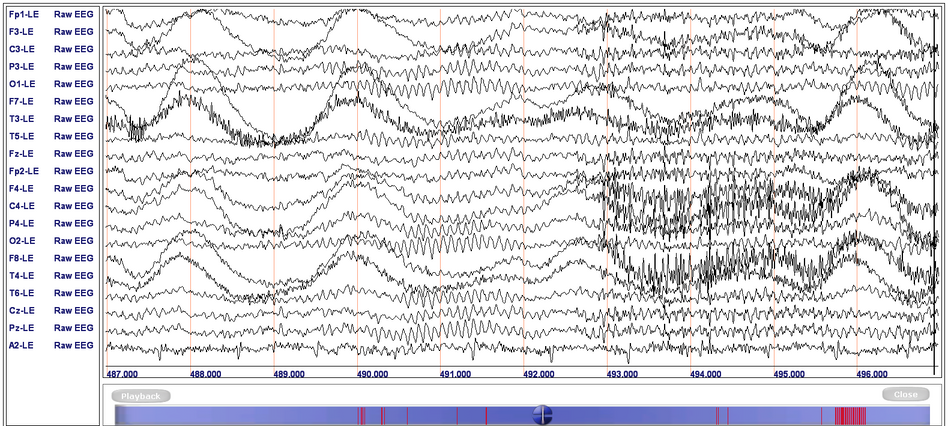 Fp1-LE Raw EEG
F3-LE Raw EEG
C3-LE Raw EEG
P3-LE Raw EEG
O1-LE Raw EEG
F7-LE Raw EEG
T3-LE Raw EEG
T5-LE Raw EEG
Fz-LE Raw EEG
Fp2-LE Raw EEG
F4-LE Raw EEG
C4-LE Raw EEG
P4-LE Raw EEG
O2-LE Raw EEG
F8-LE Raw EEG
T4-LE Raw EEG
T6-LE Raw EEG
Cz-LE Raw EEG
Pz-LE Raw EEG
A2-LE Raw EEG
487.000 488.000 489.000 490.000 491.000 492.000 493.000 494.000 495.000 496.000
Playback Close